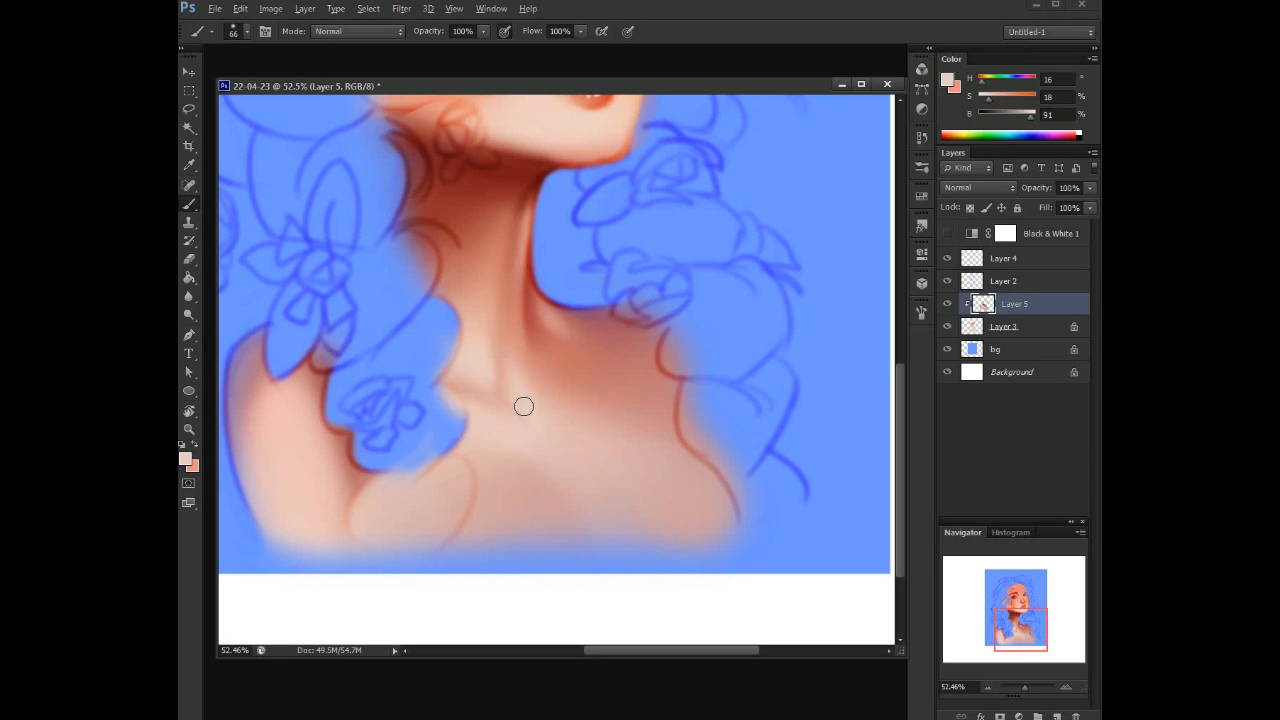 Ps File Edit Image Layer Type Select Filter 3D View Window Help
66 Mode: Normal Opacity: 100% Flow: 100% Untitled-1
22-04-23 @ 52.5% (Layer 5, RGB/8) *
Color
H 16 °
S 18 %
B 91 %
Layers
Kind
Normal Opacity: 100%
Lock: Fill: 100%
Black & White 1
Layer 4
Layer 2
Layer 5
Layer 3
bg
Background
Navigator Histogram
52.46% Doc: 49.5M/54.7M
52.46%